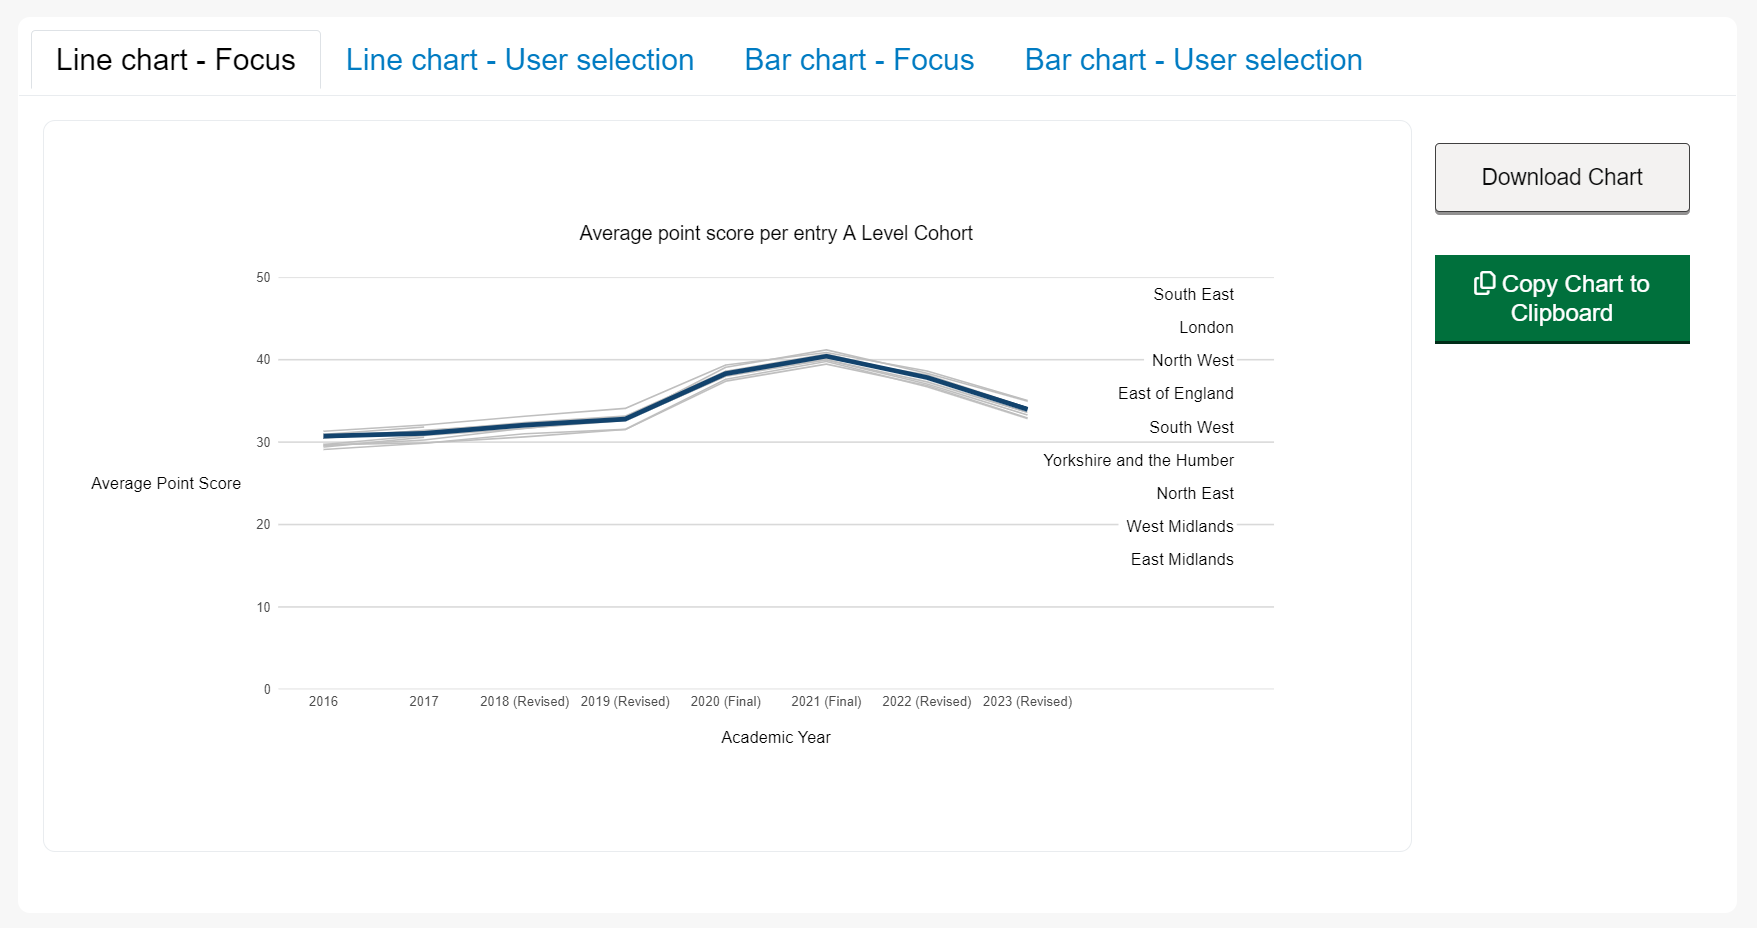 Line chart - Focus
Line chart - User selection
Bar chart - Focus
Bar chart - User selection
Download Chart
Copy Chart to
Clipboard
Average point score per entry A Level Cohort
50
40
30
20
10
0
Average Point Score
South East
London
North West
East of England
South West
Yorkshire and the Humber
North East
West Midlands
East Midlands
2016
2017
2018 (Revised)
2019 (Revised)
2020 (Final)
2021 (Final)
2022 (Revised)
2023 (Revised)
Academic Year